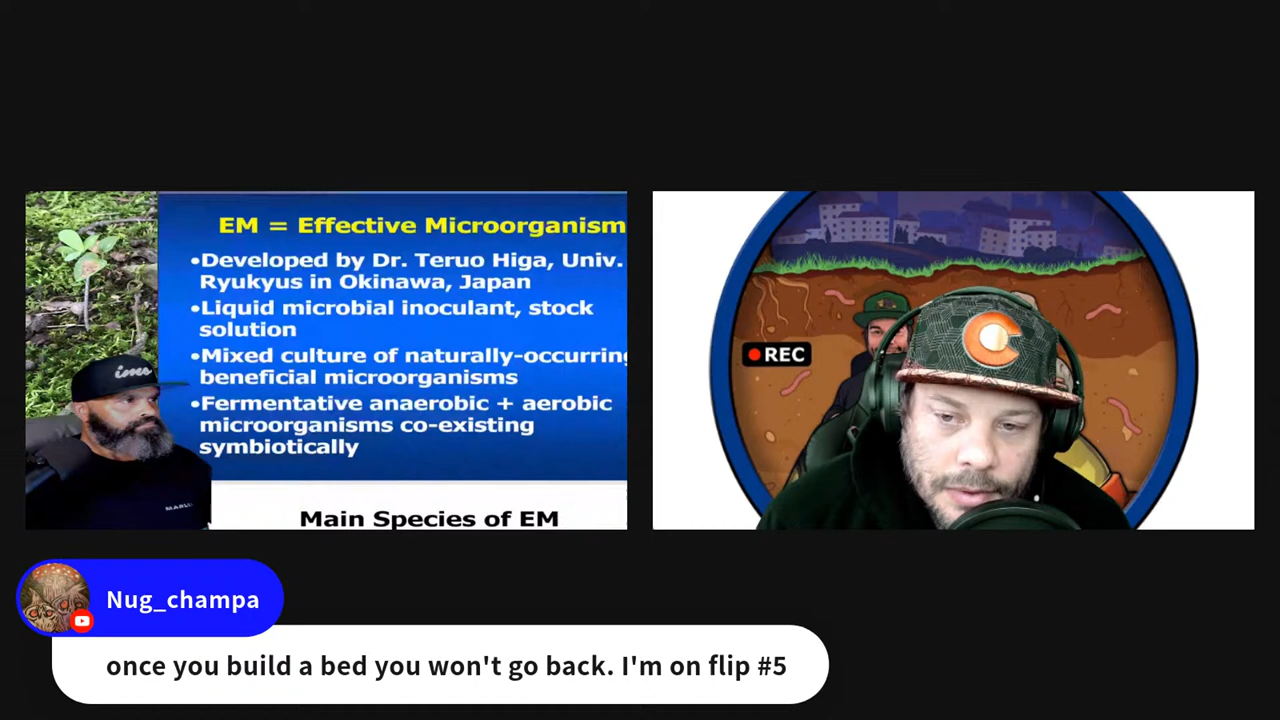 EM = Effective Microorganism
•Developed by Dr. Teruo Higa, Univ.
Ryukyus in Okinawa, Japan
•Liquid microbial inoculant, stock
solution
•Mixed culture of naturally-occurring
beneficial microorganisms
•Fermentative anaerobic + aerobic
microorganisms co-existing
symbiotically
Main Species of EM
ims
REC
C
Nug_champa
once you build a bed you won't go back. I'm on flip #5